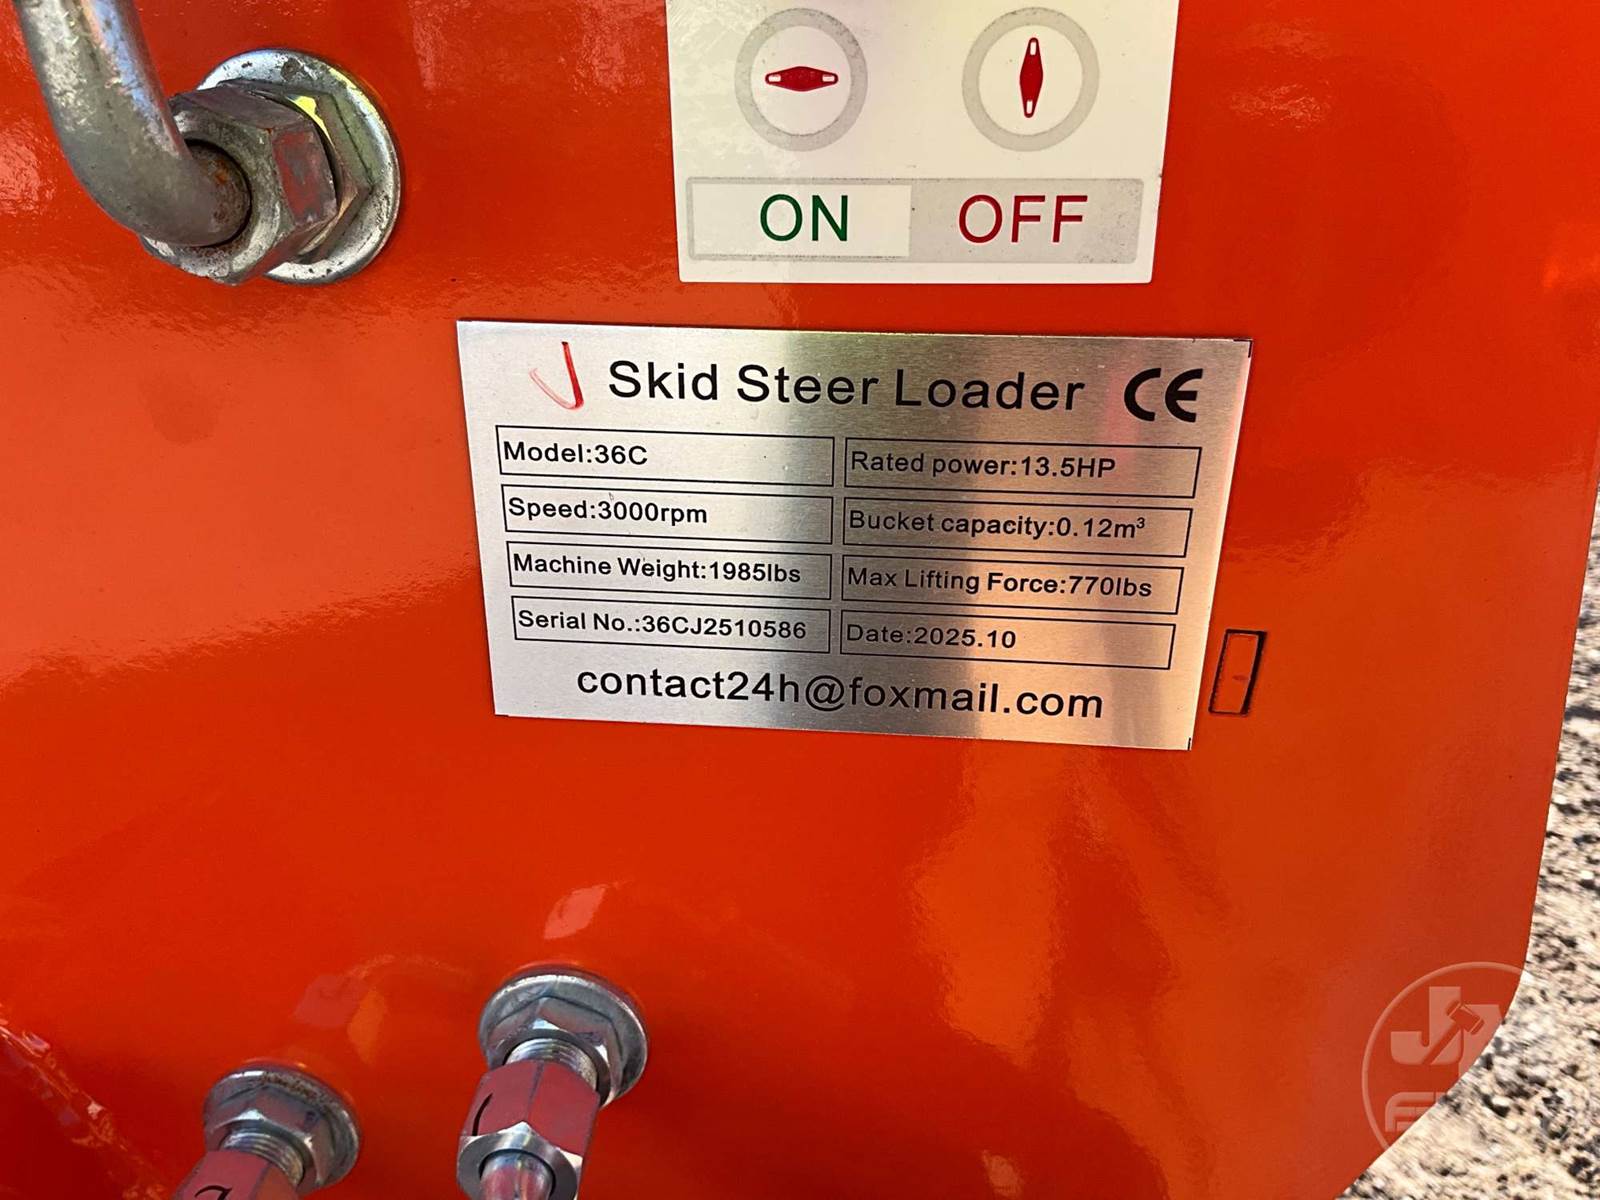 ON OFF
J Skid Steer Loader CE
Model:36C Rated power:13.5HP
Speed:3000rpm Bucket capacity:0.12m³
Machine Weight:1985lbs Max Lifting Force:770lbs
Serial No.:36CJ2510586 Date:2025.10
contact24h@foxmail.com